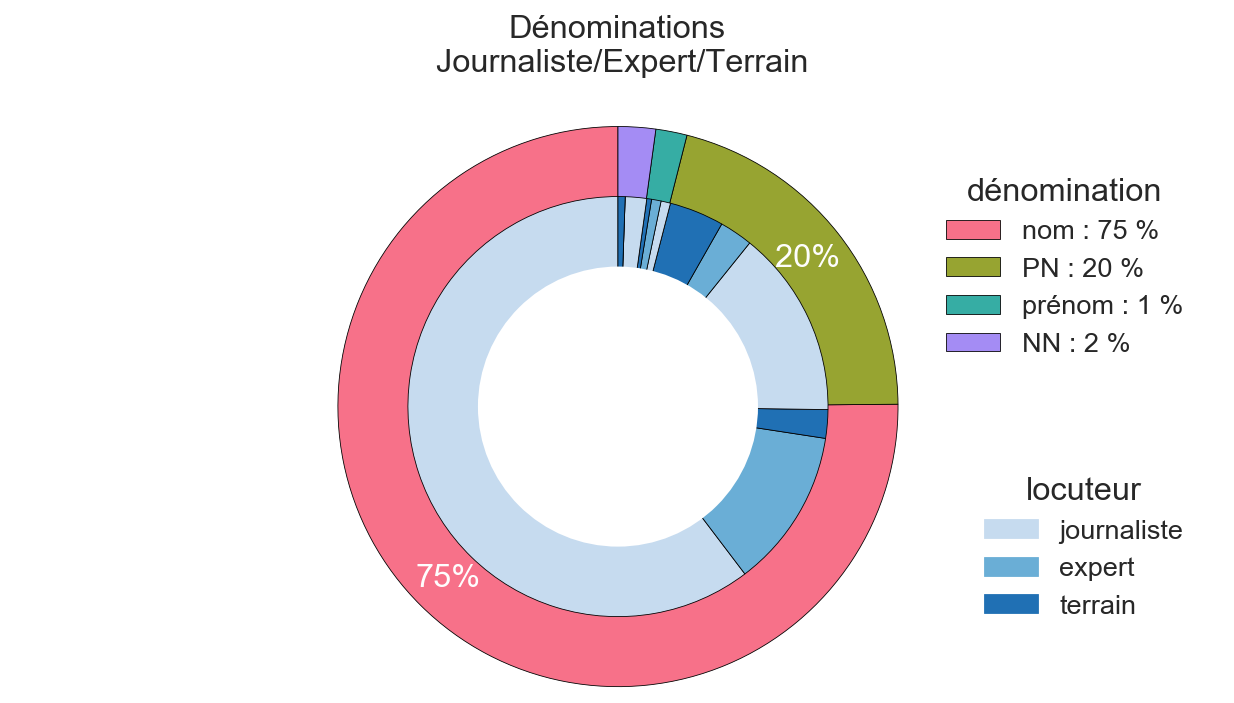 Dénominations
Journaliste/Expert/Terrain
20%
75%
dénomination
nom : 75 %
PN : 20 %
prénom : 1 %
NN : 2 %
locuteur
journaliste
expert
terrain